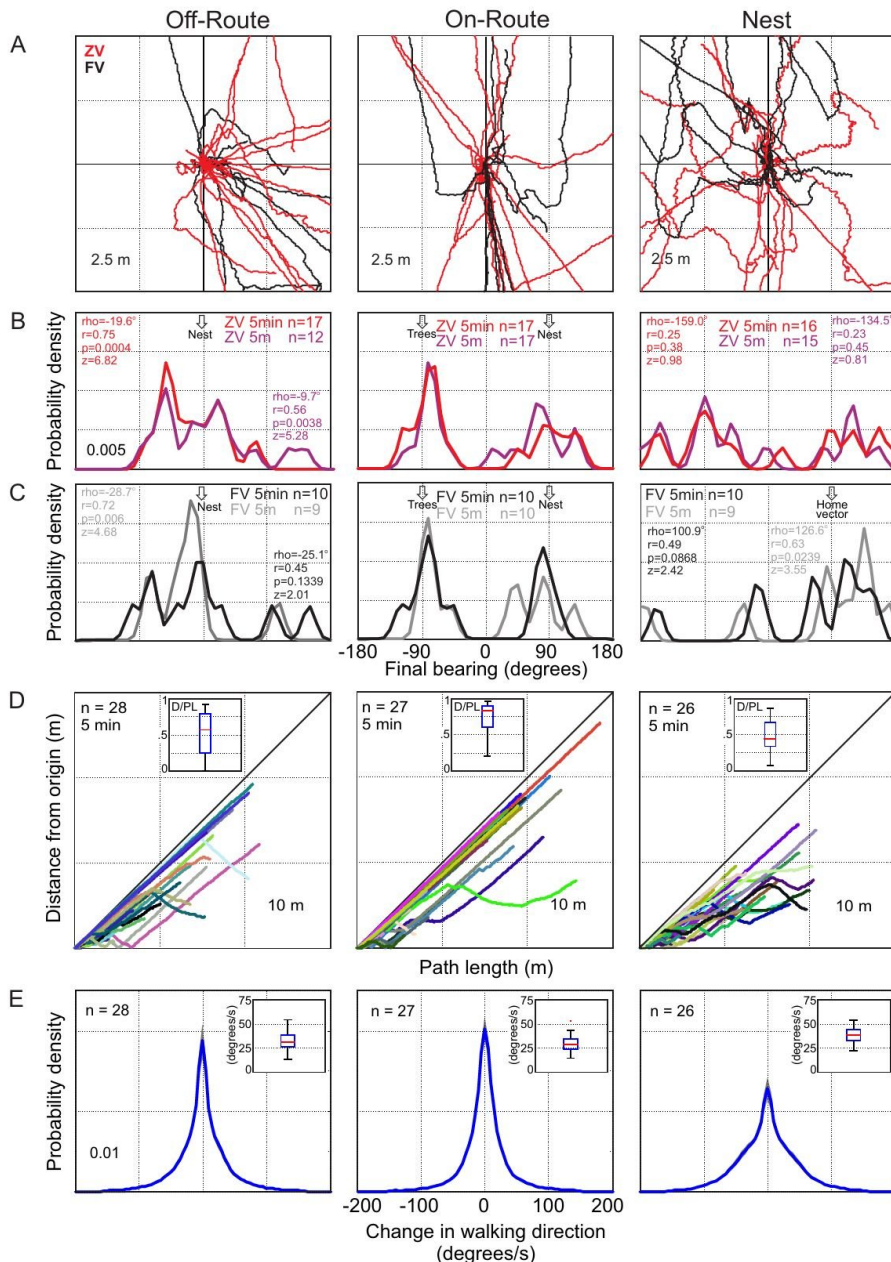 Off-Route On-Route Nest
A
ZV
FV
2.5 m 2.5 m 2.5 m
B
Probability density
rho=-19.6°
r=0.75
p=0.0004
z=6.82
Nest
ZV 5min n=17
ZV 5m n=12
rho=-9.7°
r=0.56
p=0.0038
z=5.28
0.005
Trees
ZV 5min n=17
ZV 5m n=17
Nest
rho=-159.0°
r=0.25
p=0.38
z=0.98
ZV 5min n=16
ZV 5m n=15
rho=-134.5°
r=0.23
p=0.45
z=0.81
C
Probability density
rho=-28.7°
r=0.72
p=0.006
z=4.68
Nest
FV 5min n=10
FV 5m n=9
rho=-25.1°
r=0.45
p=0.1339
z=2.01
Trees
FV 5min n=10
FV 5m n=10
Nest
FV 5min n=10
FV 5m n=9
Home
vector
rho=100.9°
r=0.49
p=0.0868
z=2.42
rho=126.6°
r=0.63
p=0.0239
z=3.55
-180 -90 0 90 180
Final bearing (degrees)
D
Distance from origin (m)
n = 28
5 min
D/PL
1
.5
0
10 m
n = 27
5 min
D/PL
1
.5
0
10 m
n = 26
5 min
D/PL
1
.5
0
10 m
Path length (m)
E
Probability density
n = 28
(degrees/s)
75
50
25
0
0.01
n = 27
(degrees/s)
75
50
25
0
n = 26
(degrees/s)
75
50
25
0
-200 -100 0 100 200
Change in walking direction
(degrees/s)